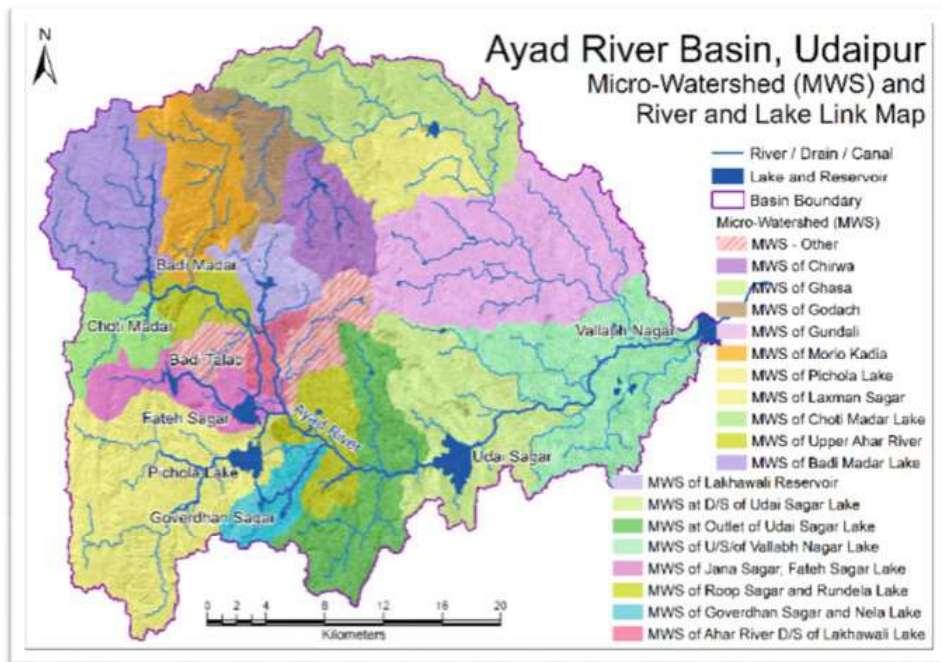 N
Ayad River Basin, Udaipur
Micro-Watershed (MWS) and
River and Lake Link Map
River / Drain / Canal
Lake and Reservoir
Basin Boundary
Micro-Watershed (MWS)
MWS - Other
MWS of Chirwa
MWS of Ghasa
MWS of Godach
MWS of Gundali
MWS of Morio Kadia
MWS of Pichola Lake
MWS of Laxman Sagar
MWS of Choti Madar Lake
MWS of Upper Ahar River
MWS of Badi Madar Lake
MWS of Lakhawali Reservoir
MWS at D/S of Udai Sagar Lake
MWS at Outlet of Udai Sagar Lake
MWS of U/S/of Vallabh Nagar Lake
MWS of Jana Sagar, Fateh Sagar Lake
MWS of Roop Sagar and Rundela Lake
MWS of Goverdhan Sagar and Nela Lake
MWS of Ahar River D/S of Lakhawali Lake
Badi Madar
Choti Madar
Vallabh Nagar
Badi Talab
Fateh Sagar
Ayad River
Udai Sagar
Pichola Lake
Goverdhan Sagar
0 2 4 8 12 16 20
Kilometers